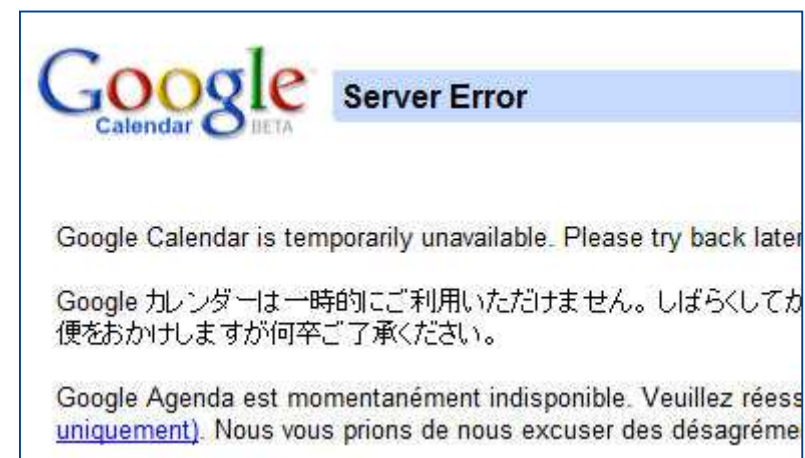 Google
Calendar BETA
Server Error
Google Calendar is temporarily unavailable. Please try back later
Google カレンダーは一時的にご利用いただけません。しばらくしてか
便をおかけしますが何卒ご了承ください。
Google Agenda est momentanément indisponible. Veuillez réess
uniquement). Nous vous prions de nous excuser des désagréme